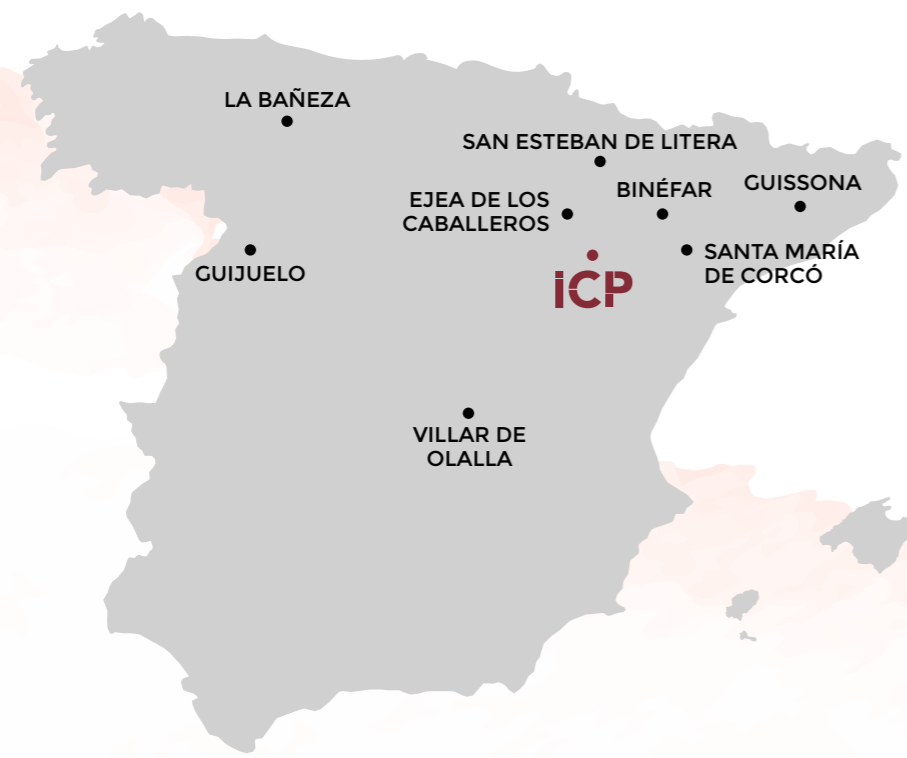 LA BAÑEZA
SAN ESTEBAN DE LITERA
BINÉFAR
GUISSONA
EJEA DE LOS
CABALLEROS
SANTA MARÍA
DE CORCÓ
GUIJUELO
iCP
VILLAR DE
OLALLA